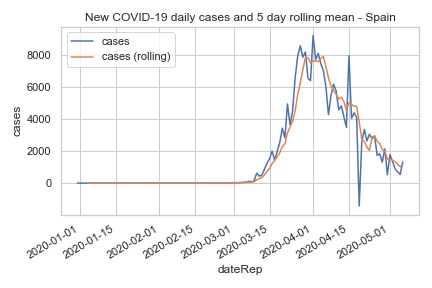 New COVID-19 daily cases and 5 day rolling mean - Spain
cases
cases (rolling)
8000
6000
4000
2000
0
cases
2020-01-01
2020-01-15
2020-02-01
2020-02-15
2020-03-01
2020-03-15
2020-04-01
2020-04-15
2020-05-01
dateRep